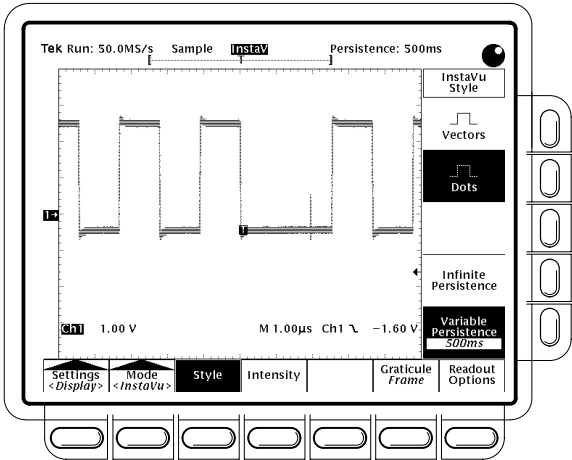 Tek Run: 50.0MS/s Sample InstaV Persistence: 500ms
T
InstaVu
Style
Vectors
Dots
1→
T
Infinite
Persistence
Ch1 1.00 V M 1.00µs Ch1 −1.60 V
Variable
Persistence
500ms
Settings
<Display>
Mode
<InstaVu>
Style
Intensity
Graticule
Frame
Readout
Options